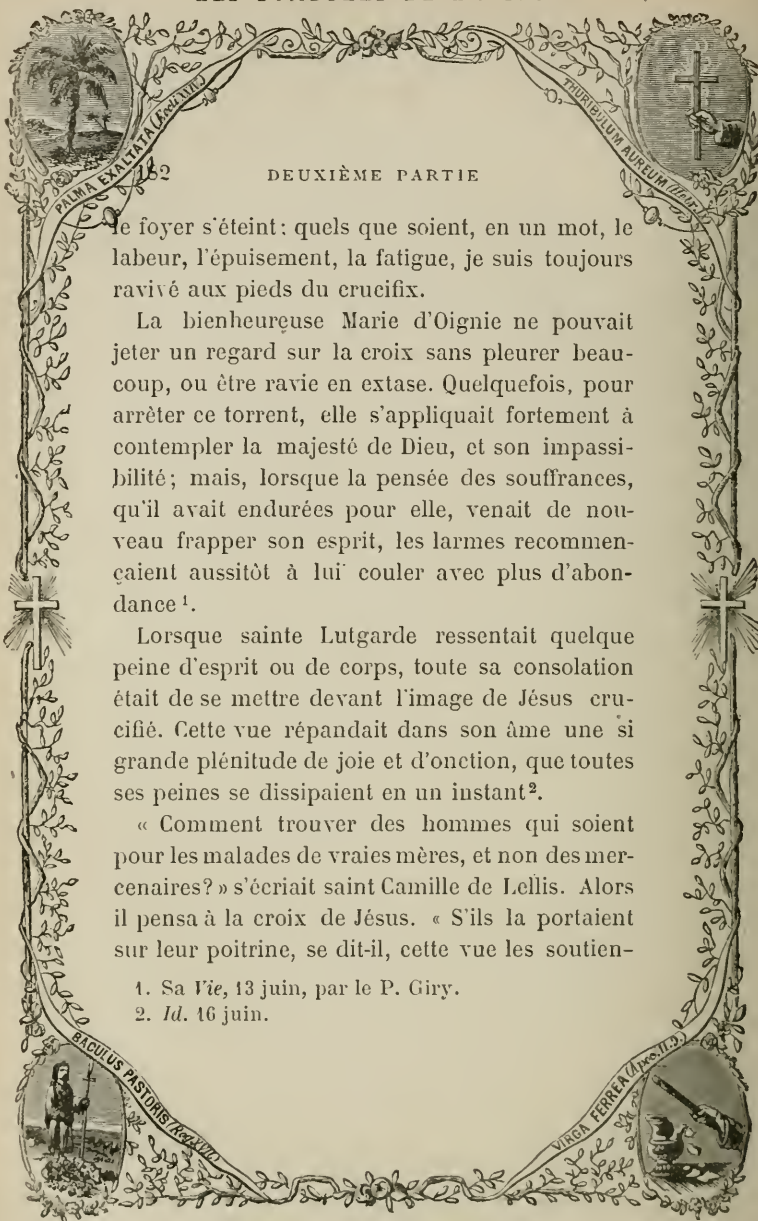 PALMA EXALTATA
THURIBULUM AUREUM
182 DEUXIÈME PARTIE
le foyer s'éteint; quels que soient, en un mot, le
labeur, l'épuisement, la fatigue, je suis toujours
ravivé aux pieds du crucifix.
La bienheureuse Marie d'Oignie ne pouvait
jeter un regard sur la croix sans pleurer beau-
coup, ou être ravie en extase. Quelquefois, pour
arrêter ce torrent, elle s'appliquait fortement à
contempler la majesté de Dieu, et son impassi-
bilité; mais, lorsque la pensée des souffrances,
qu'il avait endurées pour elle, venait de nou-
veau frapper son esprit, les larmes recommen-
çaient aussitôt à lui couler avec plus d'abon-
dance ¹.
Lorsque sainte Lutgarde ressentait quelque
peine d'esprit ou de corps, toute sa consolation
était de se mettre devant l'image de Jésus cru-
cifié. Cette vue répandait dans son âme une si
grande plénitude de joie et d'onction, que toutes
ses peines se dissipaient en un instant².
« Comment trouver des hommes qui soient
pour les malades de vraies mères, et non des mer-
cenaires? » s'écriait saint Camille de Lellis. Alors
il pensa à la croix de Jésus. « S'ils la portaient
sur leur poitrine, se dit-il, cette vue les soutien-
1. Sa Vie, 13 juin, par le P. Giry.
2. Id. 16 juin.
BACULUS PASTORIS
VIRGA FERREA (Apoc. II.)